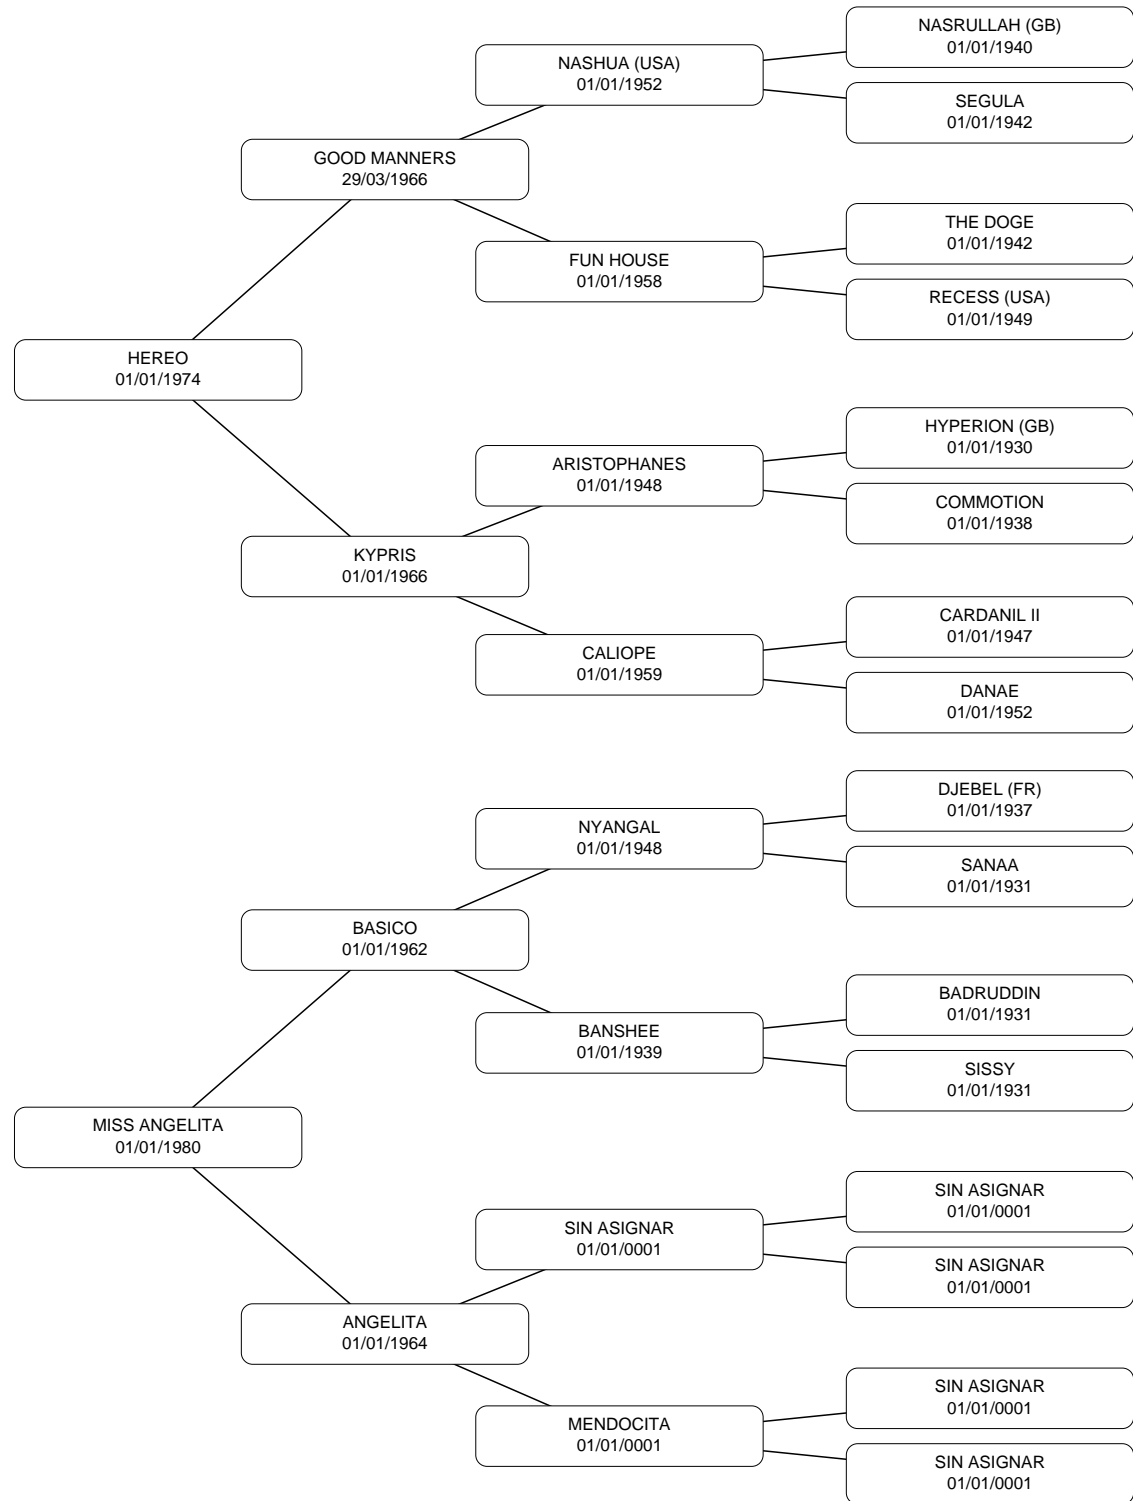 NASRULLAH (GB)
01/01/1940
NASHUA (USA)
01/01/1952
SEGULA
01/01/1942
GOOD MANNERS
29/03/1966
THE DOGE
01/01/1942
FUN HOUSE
01/01/1958
RECESS (USA)
01/01/1949
HEREO
01/01/1974
HYPERION (GB)
01/01/1930
ARISTOPHANES
01/01/1948
COMMOTION
01/01/1938
KYPRIS
01/01/1966
CARDANIL II
01/01/1947
CALIOPE
01/01/1959
DANAE
01/01/1952
DJEBEL (FR)
01/01/1937
NYANGAL
01/01/1948
SANAA
01/01/1931
BASICO
01/01/1962
BADRUDDIN
01/01/1931
BANSHEE
01/01/1939
SISSY
01/01/1931
MISS ANGELITA
01/01/1980
SIN ASIGNAR
01/01/0001
SIN ASIGNAR
01/01/0001
SIN ASIGNAR
01/01/0001
ANGELITA
01/01/1964
SIN ASIGNAR
01/01/0001
MENDOCITA
01/01/0001
SIN ASIGNAR
01/01/0001